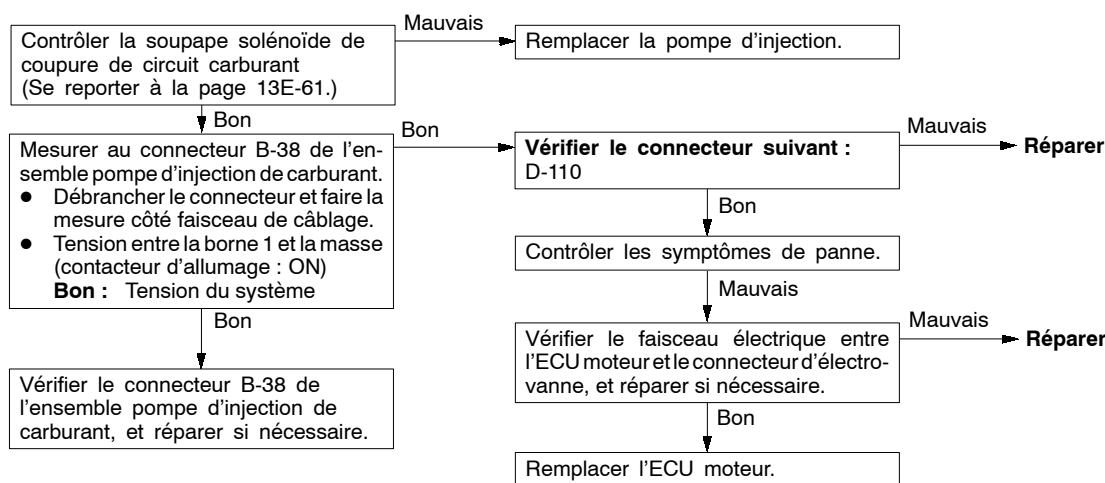 Contrôler la soupape solénoïde de
coupure de circuit carburant
(Se reporter à la page 13E-61.)
Mauvais
Remplacer la pompe d'injection.
Bon
Mesurer au connecteur B-38 de l'en-
semble pompe d'injection de carburant.
● Débrancher le connecteur et faire la
mesure côté faisceau de câblage.
● Tension entre la borne 1 et la masse
(contacteur d'allumage : ON)
Bon : Tension du système
Bon
Vérifier le connecteur suivant :
D-110
Mauvais
Réparer
Bon
Contrôler les symptômes de panne.
Mauvais
Vérifier le faisceau électrique entre
l'ECU moteur et le connecteur d'électro-
vanne, et réparer si nécessaire.
Mauvais
Réparer
Bon
Remplacer l'ECU moteur.
Bon
Vérifier le connecteur B-38 de
l'ensemble pompe d'injection de
carburant, et réparer si nécessaire.